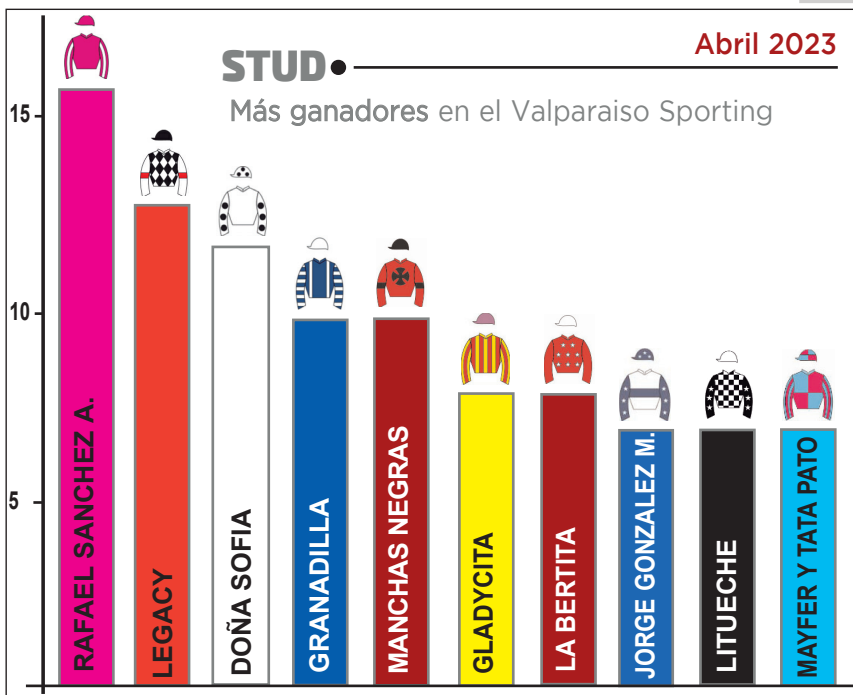 Abril 2023
STUD
Más ganadores en el Valparaiso Sporting
15
10
5
RAFAEL SANCHEZ A.
LEGACY
DOÑA SOFIA
GRANADILLA
MANCHAS NEGRAS
GLADYCITA
LA BERTITA
JORGE GONZALEZ M.
LITUECHE
MAYFER Y TATA PATO